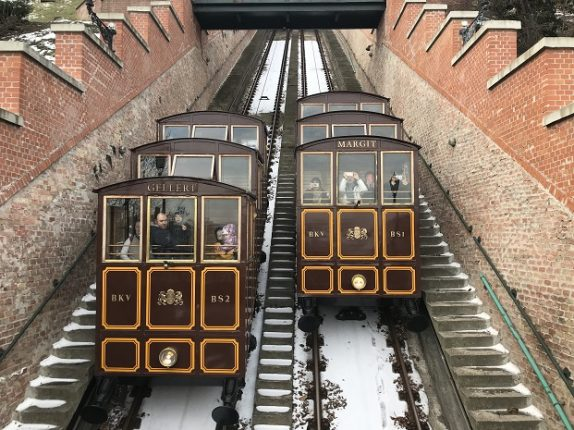 GELLÉRT
BKV BS2
MARGIT
BKV BS1